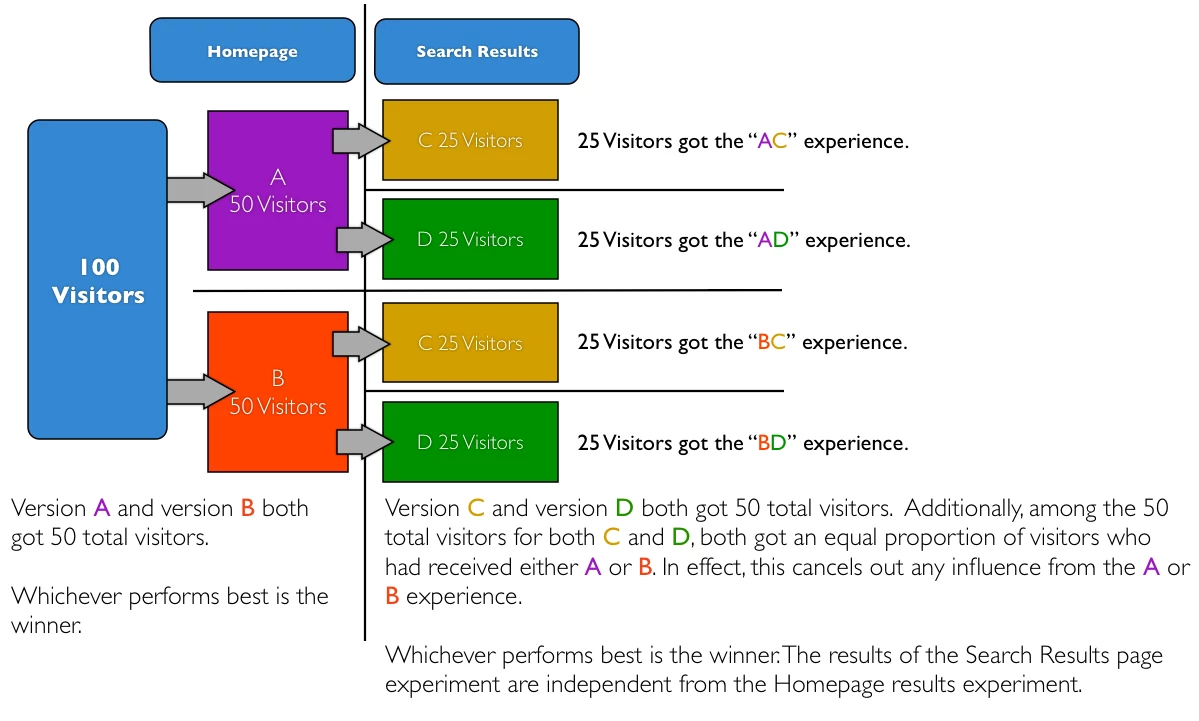 Homepage
Search Results
100
Visitors
A
50 Visitors
B
50 Visitors
C 25 Visitors
25 Visitors got the “AC” experience.
D 25 Visitors
25 Visitors got the “AD” experience.
C 25 Visitors
25 Visitors got the “BC” experience.
D 25 Visitors
25 Visitors got the “BD” experience.
Version A and version B both
got 50 total visitors.
Whichever performs best is the
winner.
Version C and version D both got 50 total visitors. Additionally, among the 50
total visitors for both C and D, both got an equal proportion of visitors who
had received either A or B. In effect, this cancels out any influence from the A or
B experience.
Whichever performs best is the winner. The results of the Search Results page
experiment are independent from the Homepage results experiment.